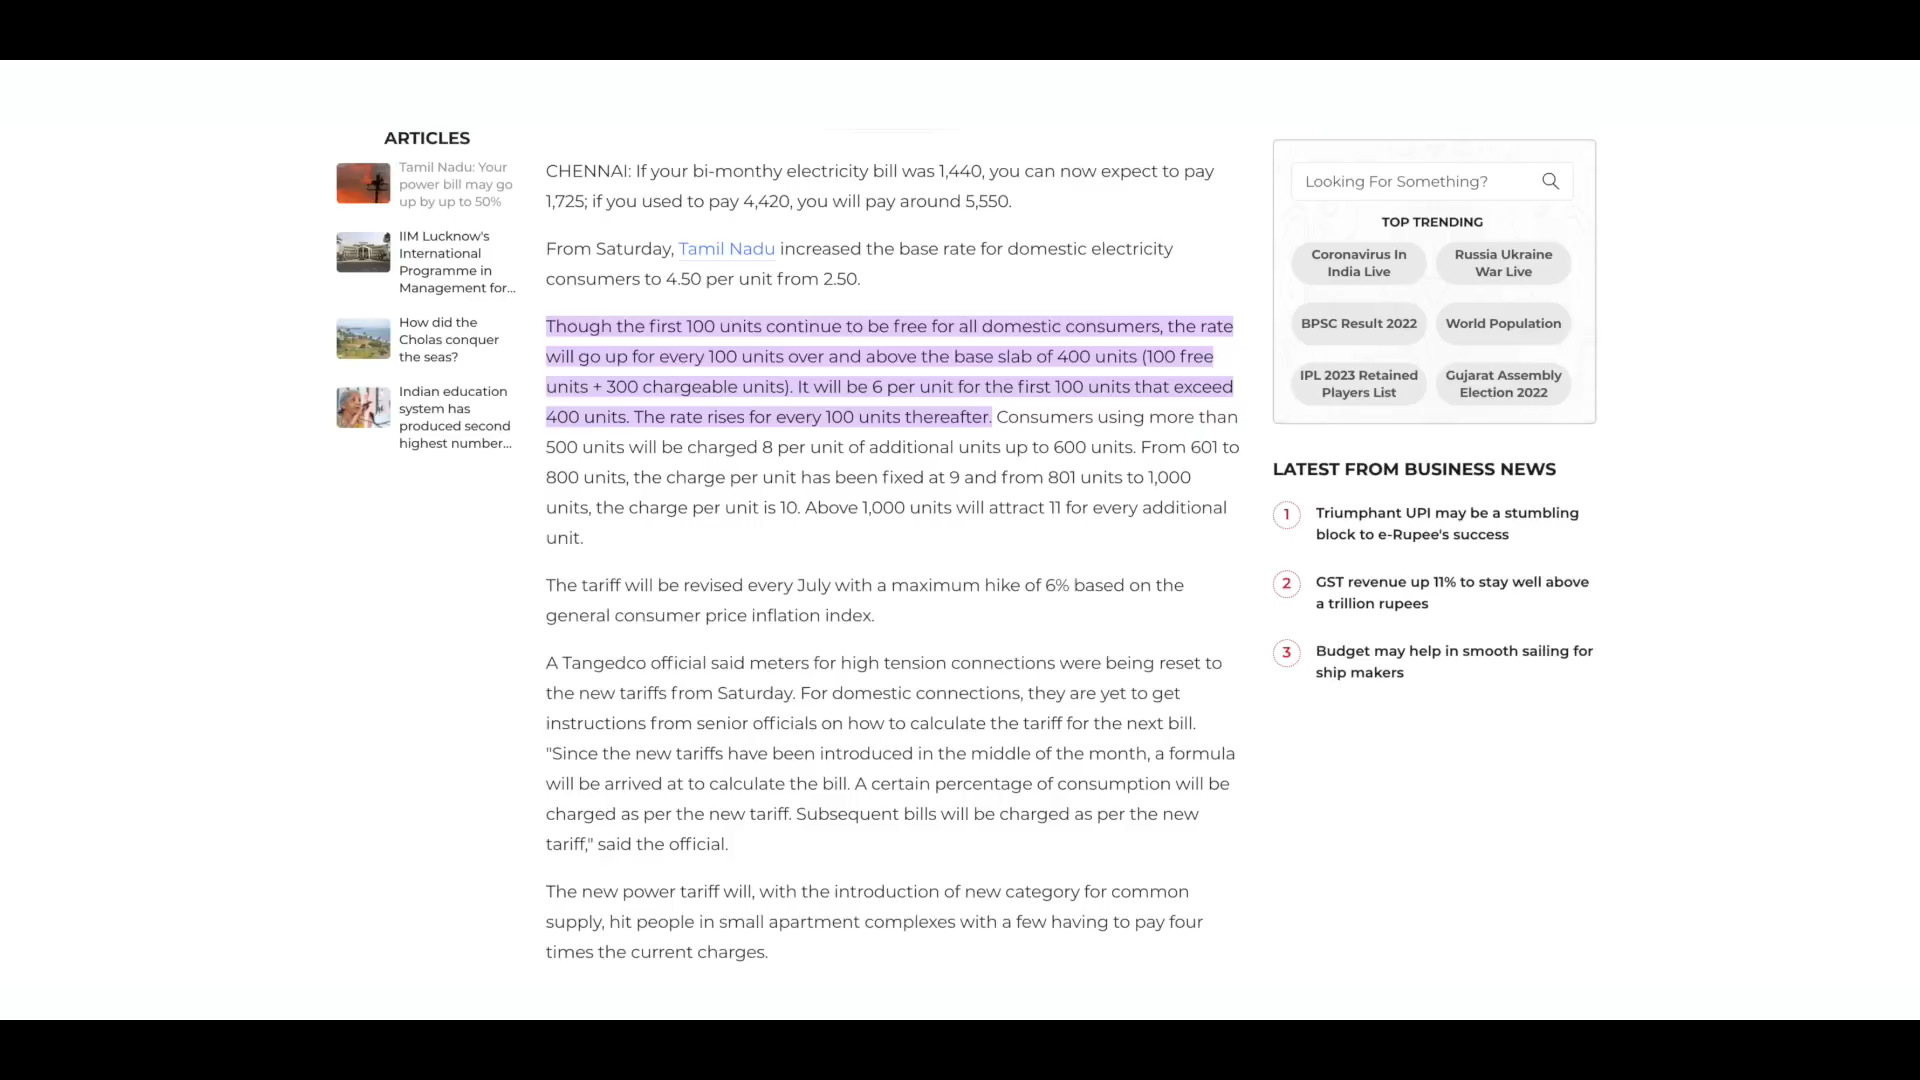 ARTICLES
Tamil Nadu: Your
power bill may go
up by up to 50%
IIM Lucknow's
International
Programme in
Management for...
How did the
Cholas conquer
the seas?
Indian education
system has
produced second
highest number...
CHENNAI: If your bi-monthy electricity bill was 1,440, you can now expect to pay
1,725; if you used to pay 4,420, you will pay around 5,550.
From Saturday, Tamil Nadu increased the base rate for domestic electricity
consumers to 4.50 per unit from 2.50.
Though the first 100 units continue to be free for all domestic consumers, the rate
will go up for every 100 units over and above the base slab of 400 units (100 free
units + 300 chargeable units). It will be 6 per unit for the first 100 units that exceed
400 units. The rate rises for every 100 units thereafter. Consumers using more than
500 units will be charged 8 per unit of additional units up to 600 units. From 601 to
800 units, the charge per unit has been fixed at 9 and from 801 units to 1,000
units, the charge per unit is 10. Above 1,000 units will attract 11 for every additional
unit.
The tariff will be revised every July with a maximum hike of 6% based on the
general consumer price inflation index.
A Tangedco official said meters for high tension connections were being reset to
the new tariffs from Saturday. For domestic connections, they are yet to get
instructions from senior officials on how to calculate the tariff for the next bill.
"Since the new tariffs have been introduced in the middle of the month, a formula
will be arrived at to calculate the bill. A certain percentage of consumption will be
charged as per the new tariff. Subsequent bills will be charged as per the new
tariff," said the official.
The new power tariff will, with the introduction of new category for common
supply, hit people in small apartment complexes with a few having to pay four
times the current charges.
Looking For Something?
TOP TRENDING
Coronavirus In
India Live
Russia Ukraine
War Live
BPSC Result 2022
World Population
IPL 2023 Retained
Players List
Gujarat Assembly
Election 2022
LATEST FROM BUSINESS NEWS
1 Triumphant UPI may be a stumbling
block to e-Rupee's success
2 GST revenue up 11% to stay well above
a trillion rupees
3 Budget may help in smooth sailing for
ship makers